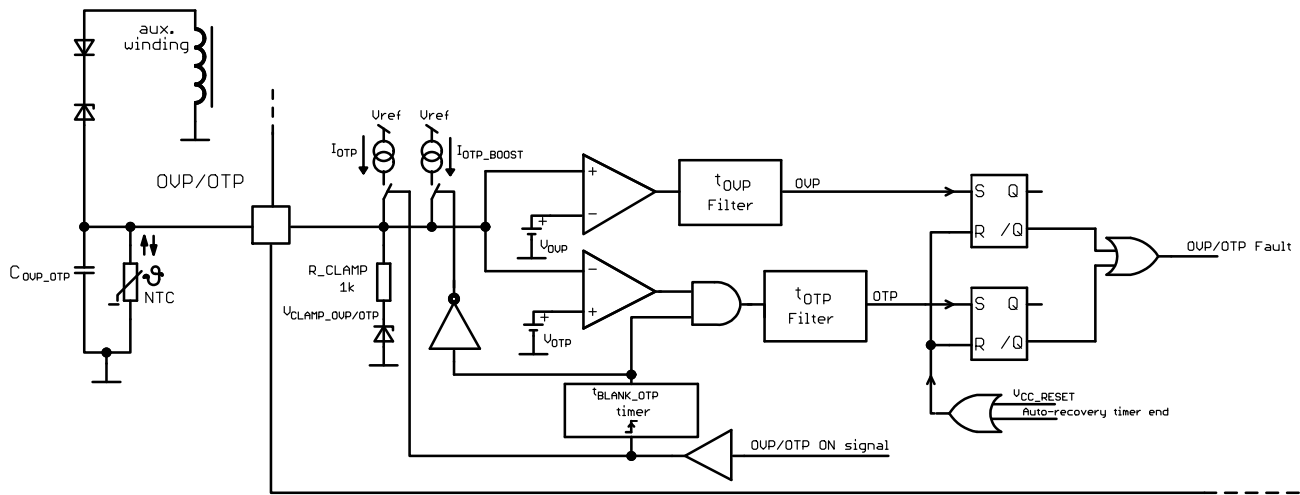 aux.
winding
OVP/OTP
Vref
Vref
IOTP
IOTP_BOOST
+
-
+
VOVP
tOVP
Filter
OVP
S Q
R /Q
OVP/OTP Fault
COVP_OTP
NTC
R_CLAMP
1k
VCLAMP_OVP/OTP
-
+
+
VOTP
tOTP
Filter
OTP
S Q
R /Q
tBLANK_OTP
timer
VCC_RESET
Auto-recovery timer end
OVP/OTP ON signal